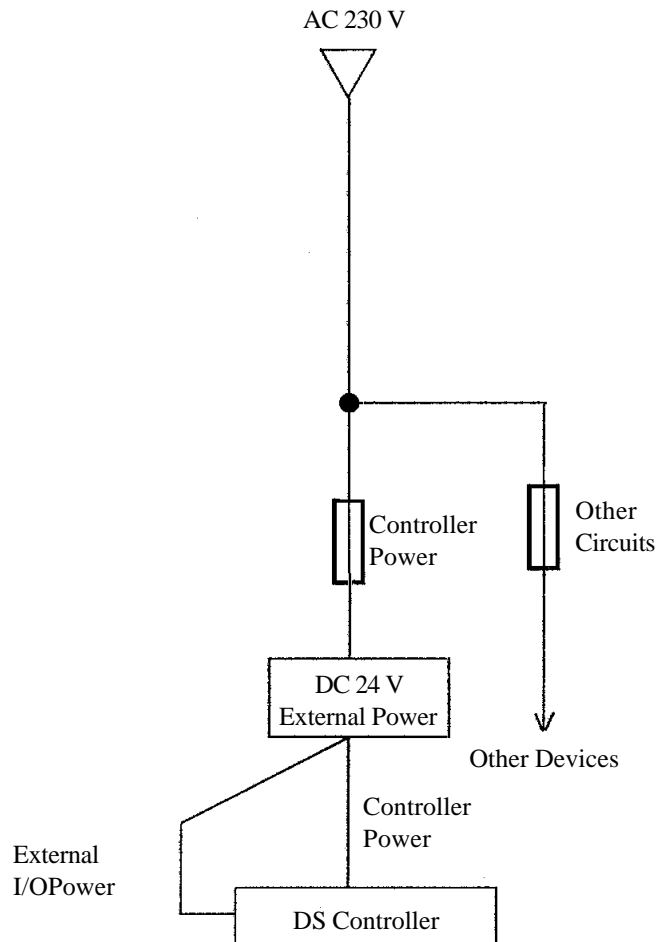 AC 230 V
Controller
Power
Other
Circuits
DC 24 V
External Power
Other Devices
Controller
Power
External
I/OPower
DS Controller